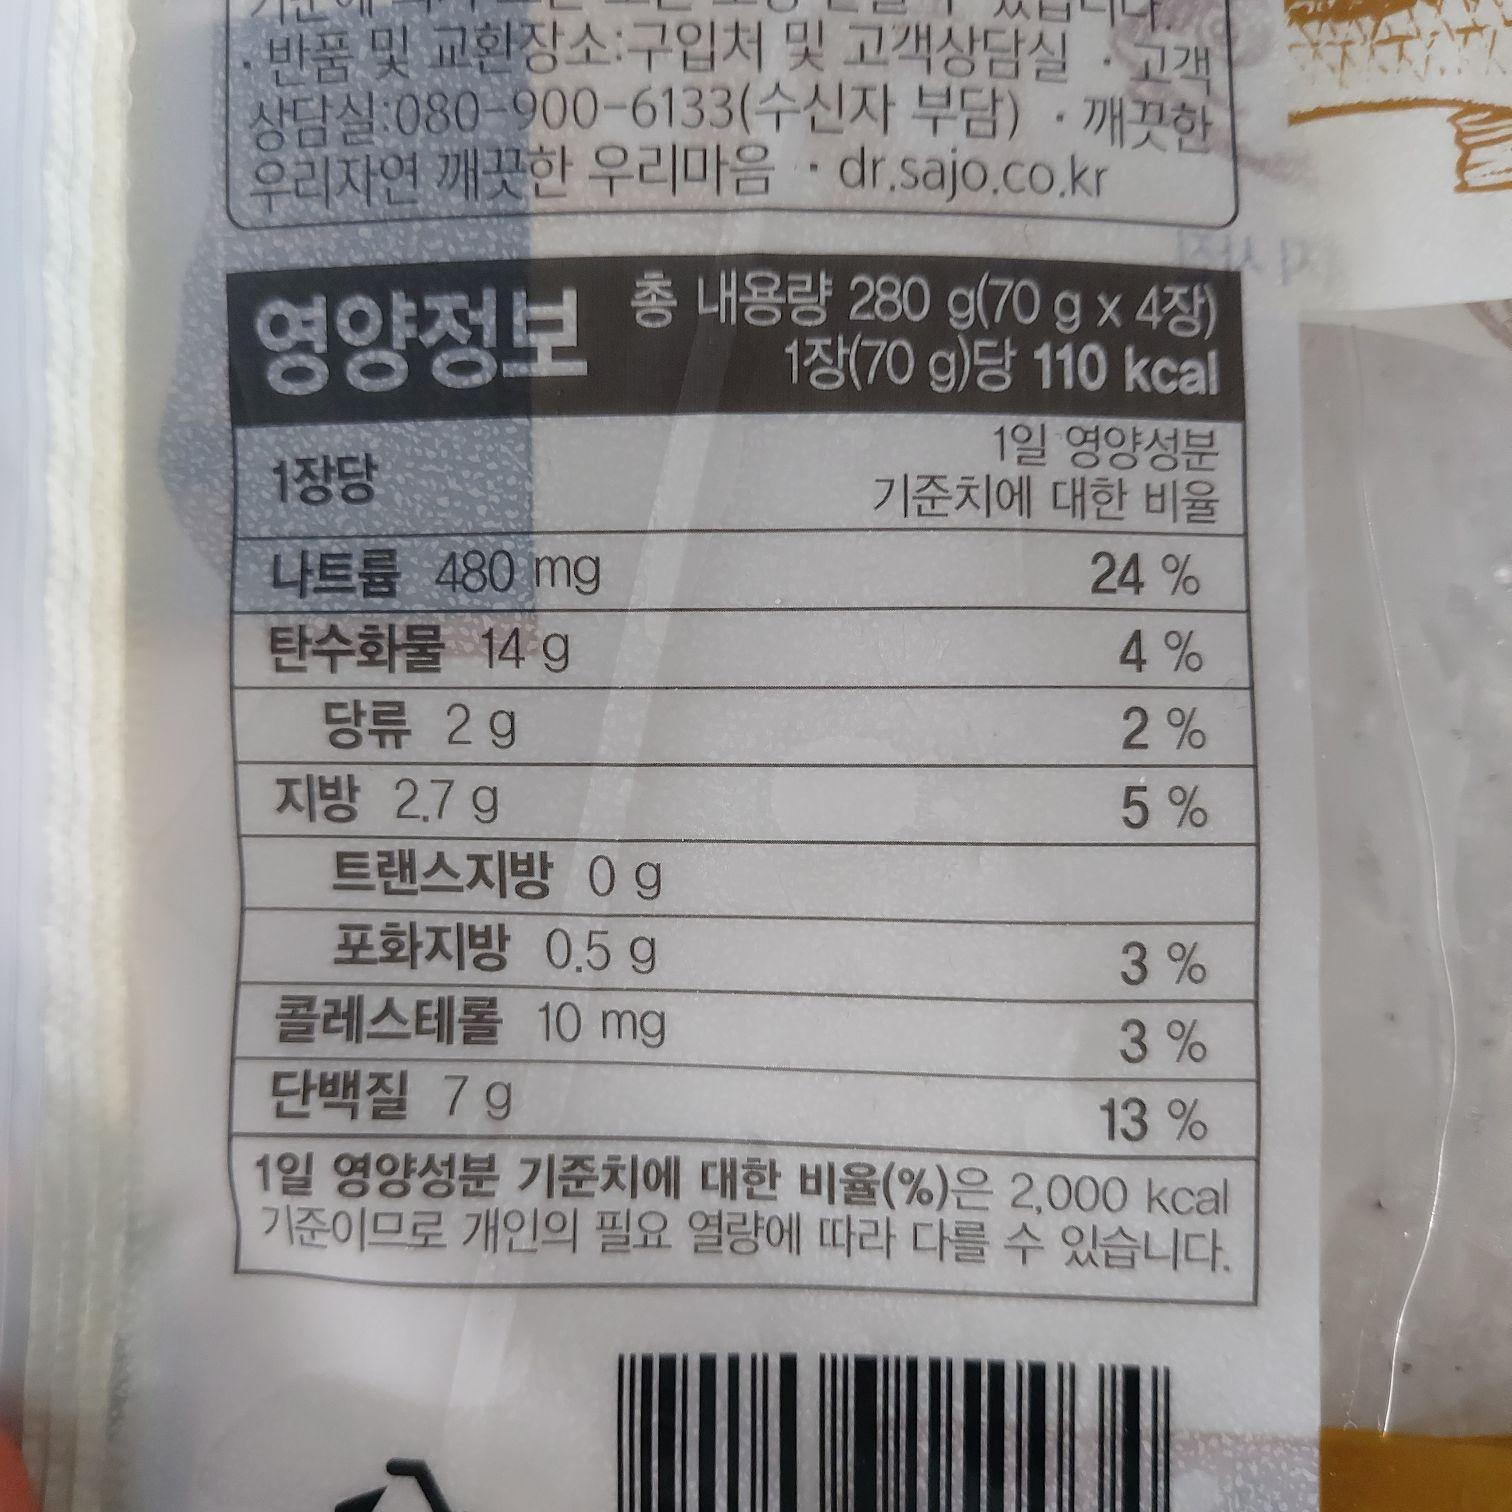 · 반품 및 교환장소:구입처 및 고객상담실 · 고객
상담실:080-900-6133(수신자 부담) · 깨끗한
우리자연 깨끗한 우리마음 · dr.sajo.co.kr
영양정보
총 내용량 280 g(70 g x 4장)
1장(70 g)당 110 kcal
1장당
1일 영양성분
기준치에 대한 비율
나트륨 480 mg 24 %
탄수화물 14 g 4 %
당류 2 g 2 %
지방 2.7 g 5 %
트랜스지방 0 g
포화지방 0.5 g 3 %
콜레스테롤 10 mg 3 %
단백질 7 g 13 %
1일 영양성분 기준치에 대한 비율(%)은 2,000 kcal
기준이므로 개인의 필요 열량에 따라 다를 수 있습니다.